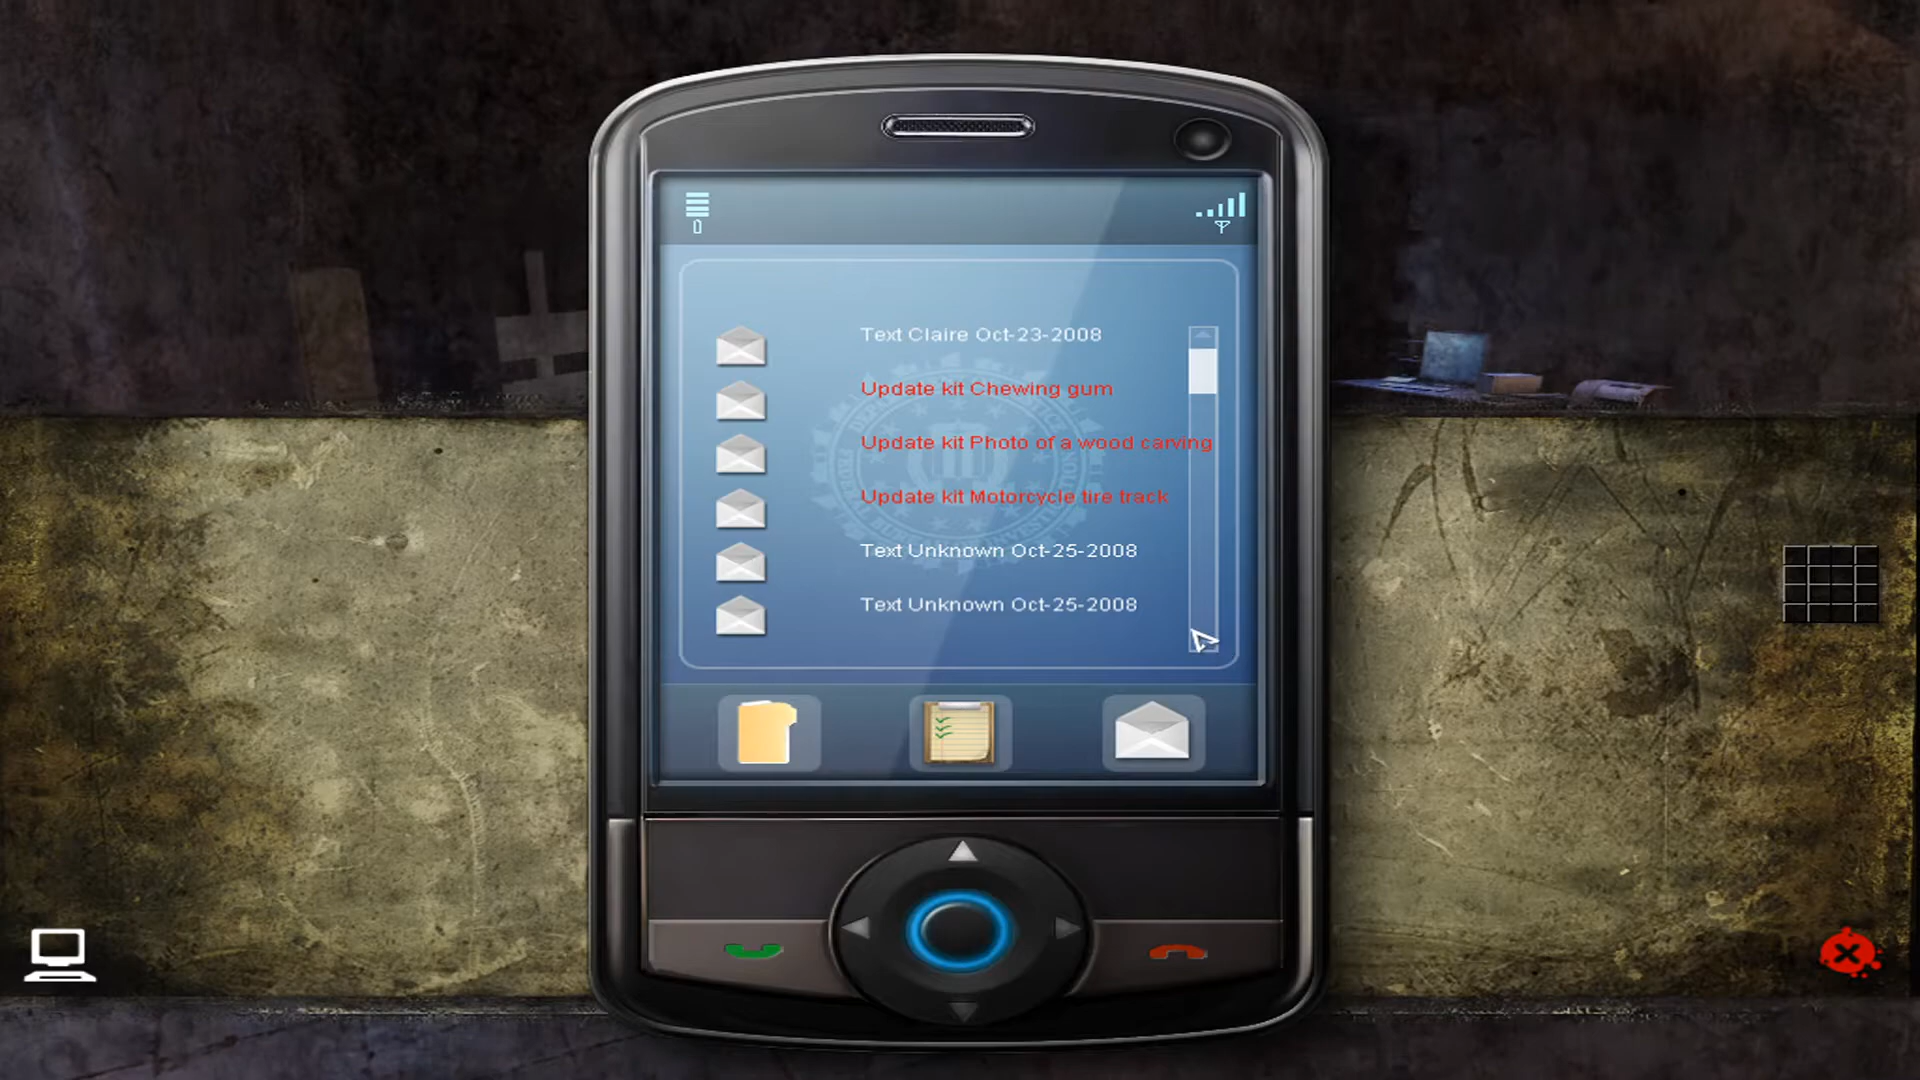 Text Claire Oct-23-2008
Update kit Chewing gum
Update kit Photo of a wood carving
Update kit Motorcycle tire track
Text Unknown Oct-25-2008
Text Unknown Oct-25-2008